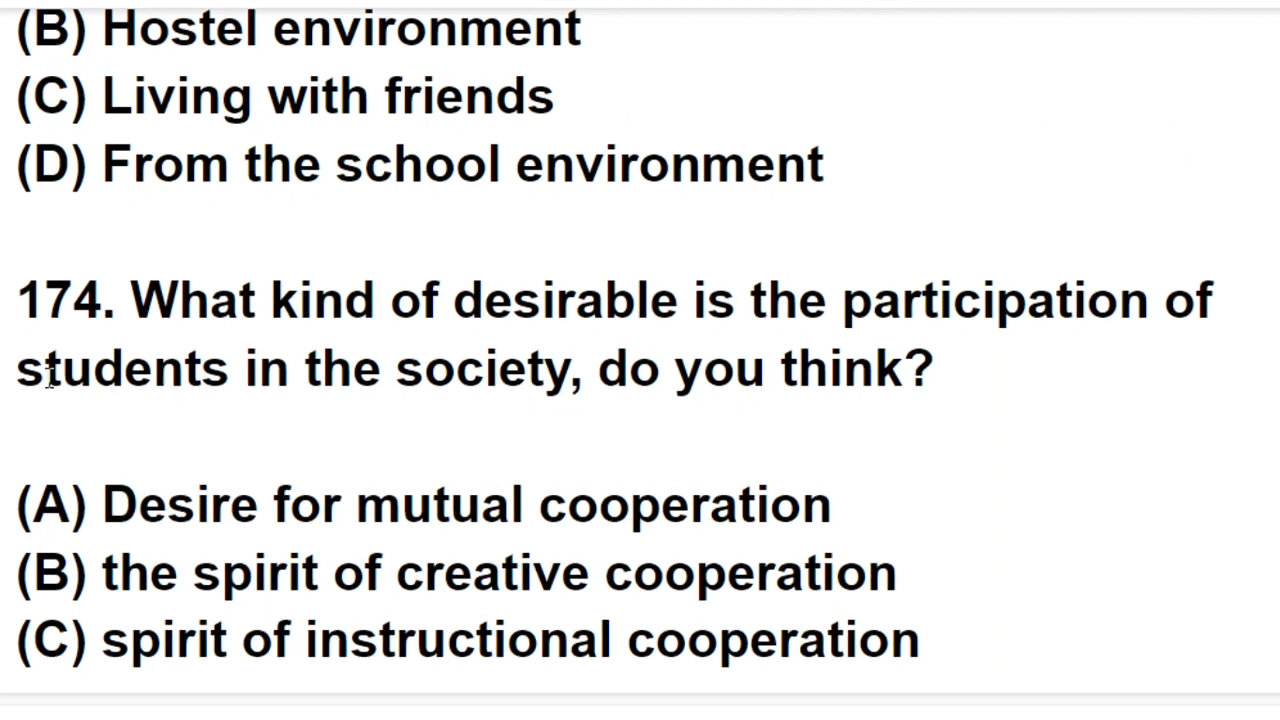 (B) Hostel environment
(C) Living with friends
(D) From the school environment
174. What kind of desirable is the participation of
students in the society, do you think?
(A) Desire for mutual cooperation
(B) the spirit of creative cooperation
(C) spirit of instructional cooperation